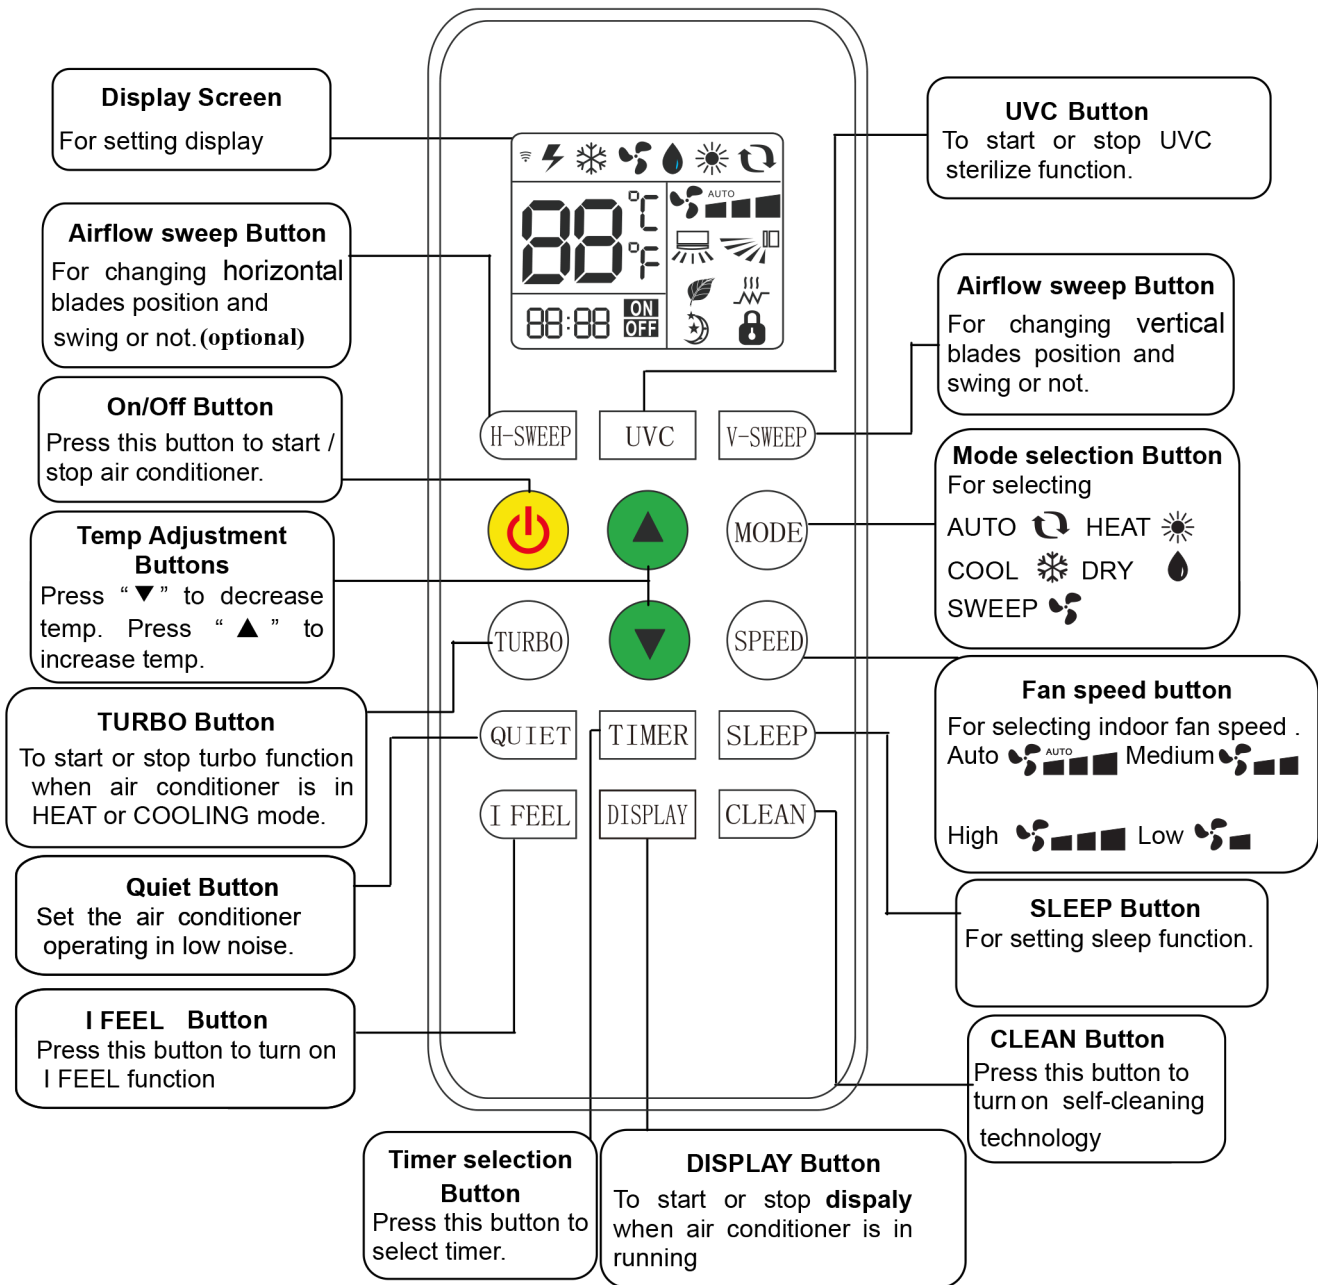 Display Screen
For setting display
Airflow sweep Button
For changing horizontal
blades position and
swing or not.(optional)
On/Off Button
Press this button to start /
stop air conditioner.
Temp Adjustment
Buttons
Press “▼” to decrease
temp. Press “ ▲ ” to
increase temp.
TURBO Button
To start or stop turbo function
when air conditioner is in
HEAT or COOLING mode.
Quiet Button
Set the air conditioner
operating in low noise.
I FEEL Button
Press this button to turn on
I FEEL function
AUTO
88 °C
°F
88:88 ON
OFF
H-SWEEP UVC V-SWEEP
MODE
TURBO SPEED
QUIET TIMER SLEEP
I FEEL DISPLAY CLEAN
UVC Button
To start or stop UVC
sterilize function.
Airflow sweep Button
For changing vertical
blades position and
swing or not.
Mode selection Button
For selecting
AUTO HEAT
COOL DRY
SWEEP
Fan speed button
For selecting indoor fan speed .
Auto AUTO Medium
High Low
SLEEP Button
For setting sleep function.
CLEAN Button
Press this button to
turn on self-cleaning
technology
Timer selection
Button
Press this button to
select timer.
DISPLAY Button
To start or stop dispaly
when air conditioner is in
running